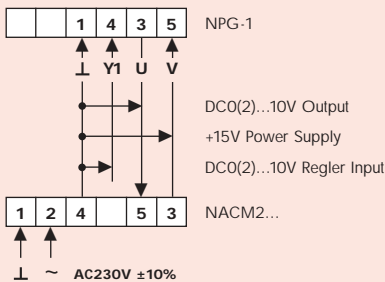 1 4 3 5 NPG-1
⊥ Y1 U V
DC0(2)...10V Output
+15V Power Supply
DC0(2)...10V Regler Input
1 2 4 5 3 NACM2...
⊥ ~ AC230V ±10%